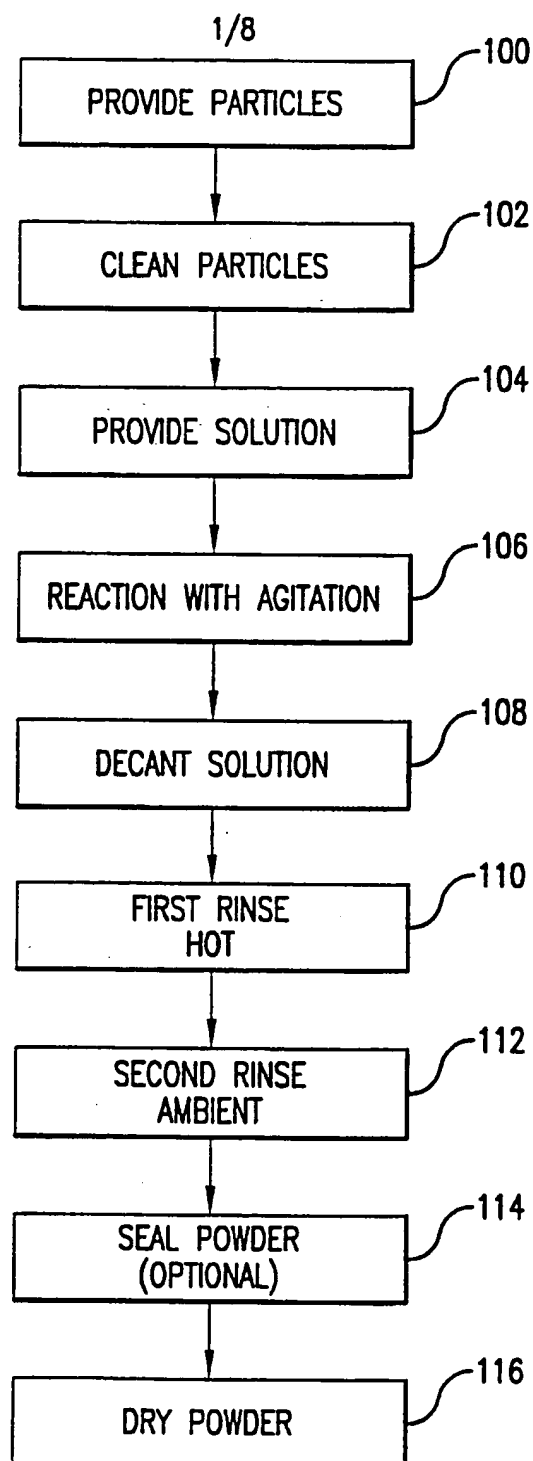 1/8
100
PROVIDE PARTICLES
102
CLEAN PARTICLES
104
PROVIDE SOLUTION
106
REACTION WITH AGITATION
108
DECANT SOLUTION
110
FIRST RINSE
HOT
112
SECOND RINSE
AMBIENT
114
SEAL POWDER
(OPTIONAL)
116
DRY POWDER